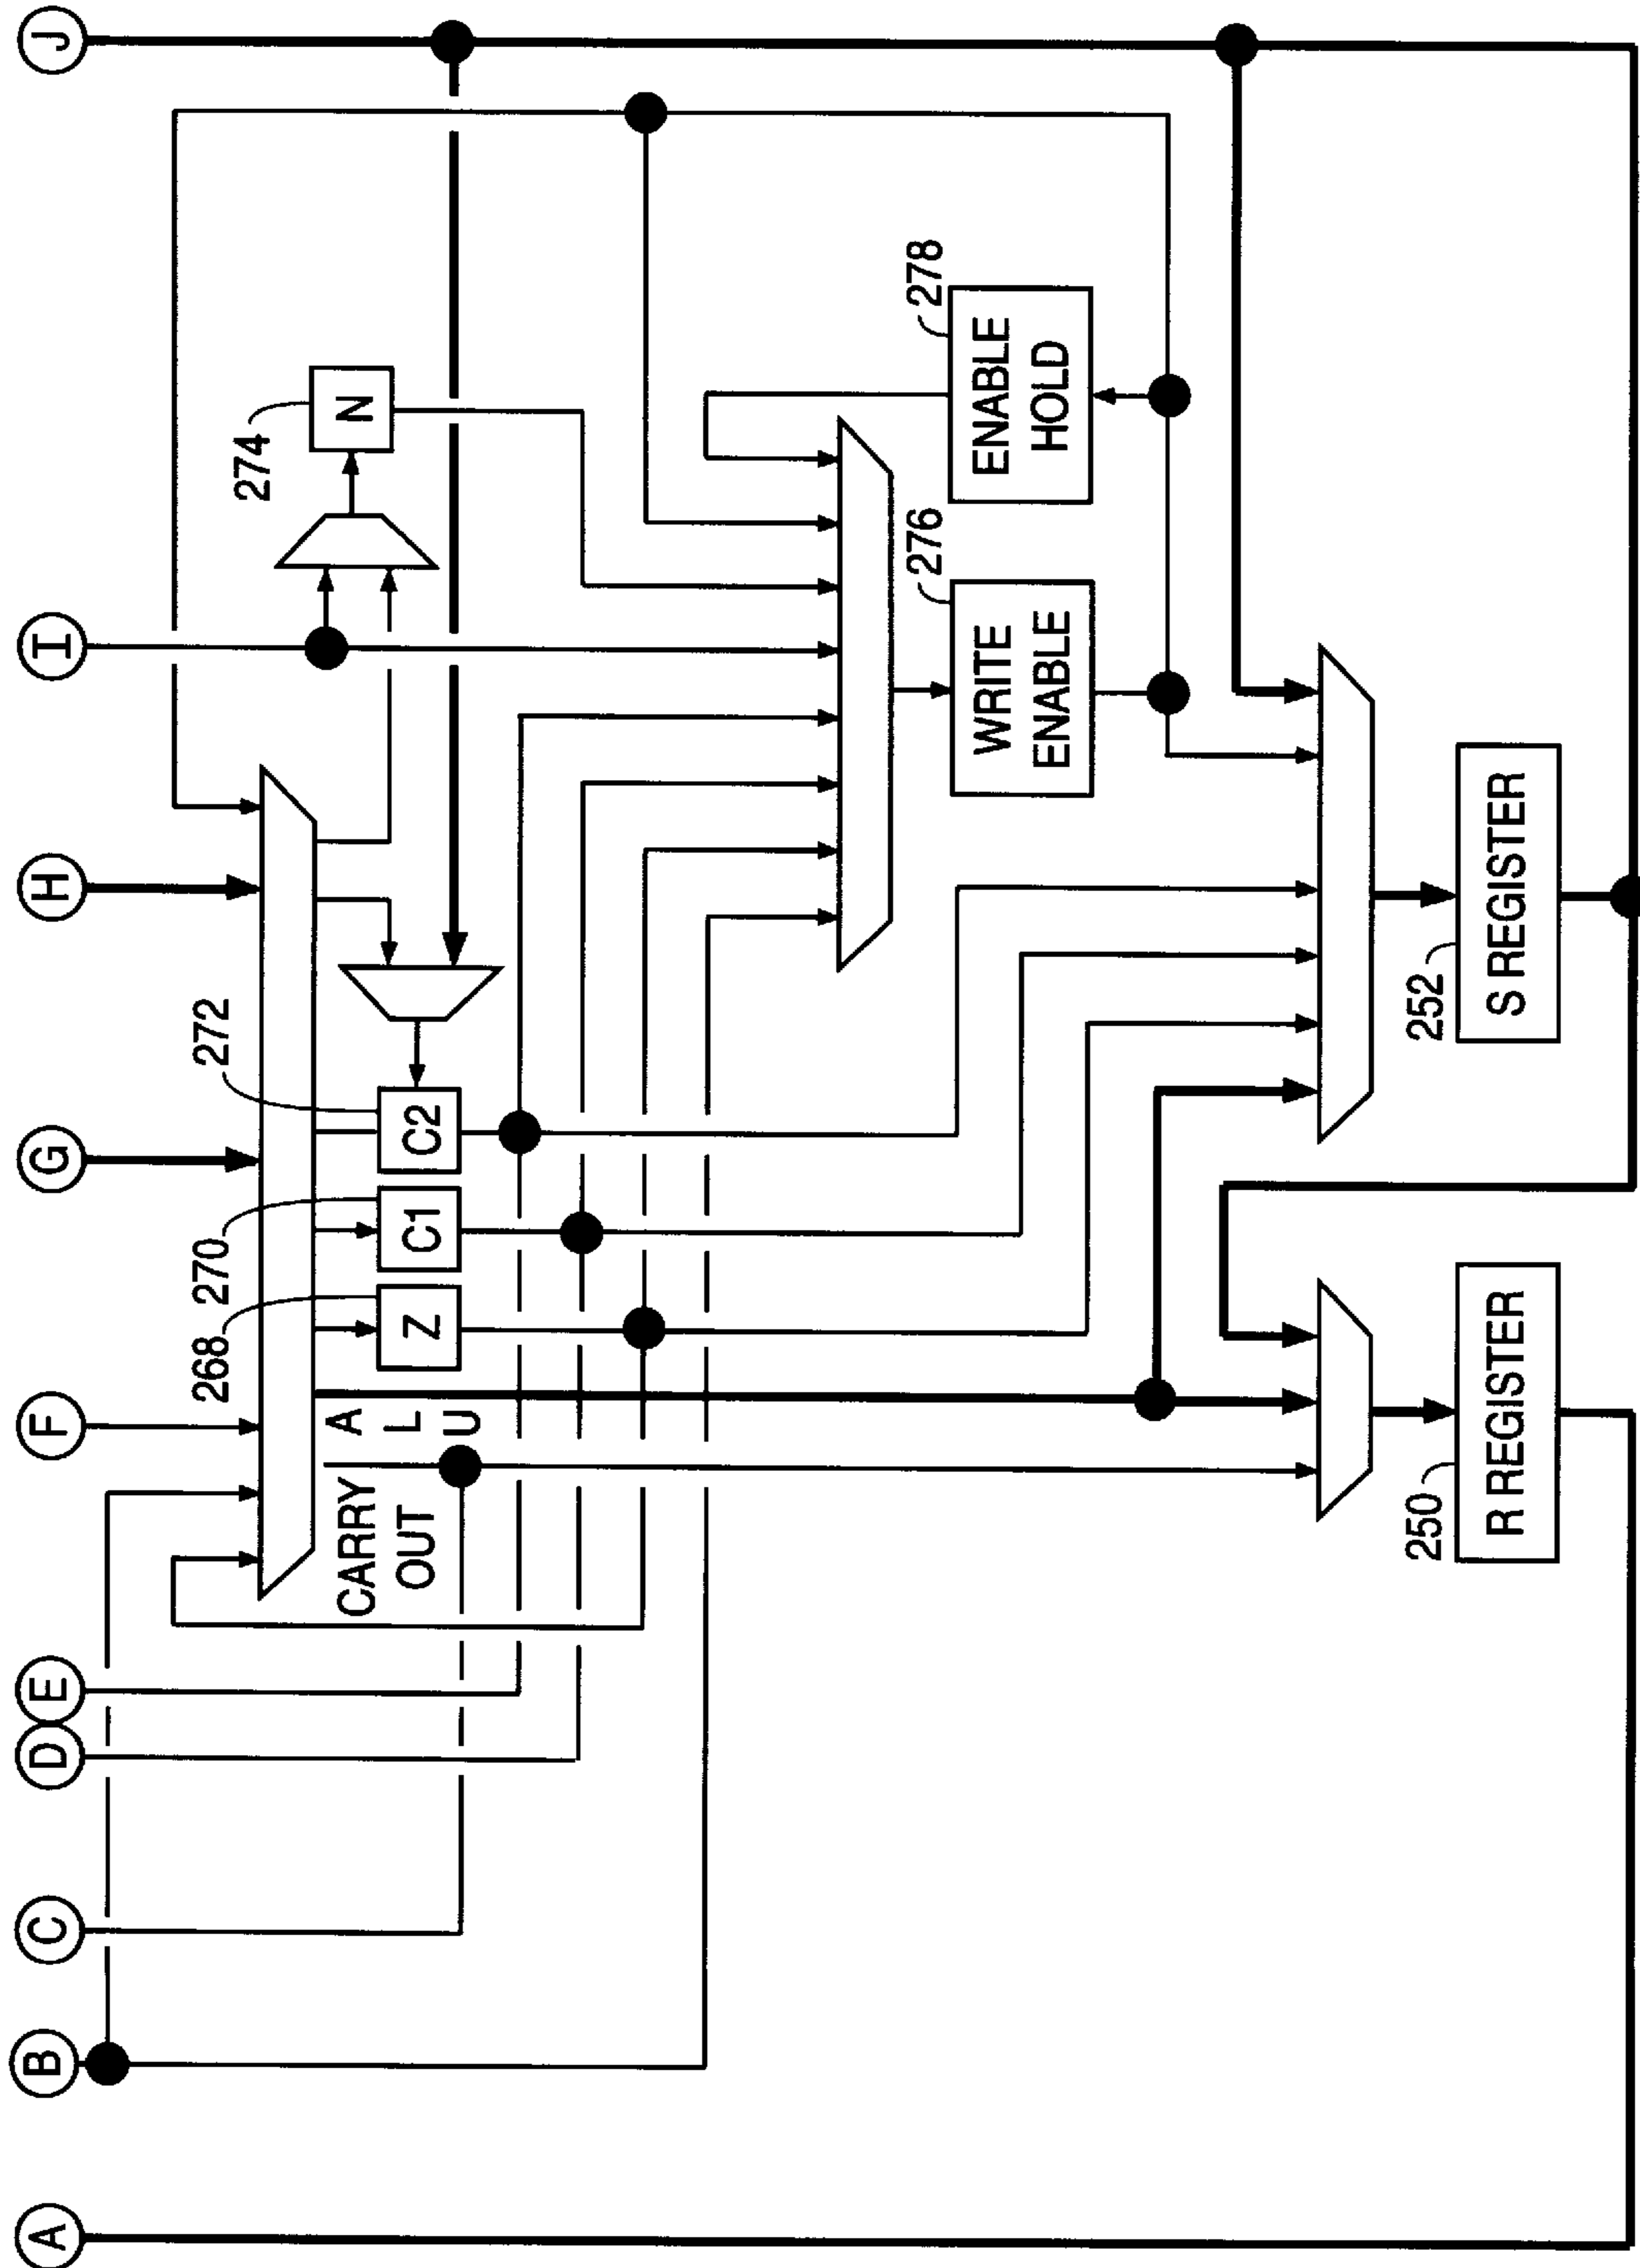 A
B
C
D
E
F
G
H
I
J
268
270
272
274
Z
C1
C2
N
CARRY
OUT
A
L
U
276
278
WRITE
ENABLE
ENABLE
HOLD
250
252
R REGISTER
S REGISTER